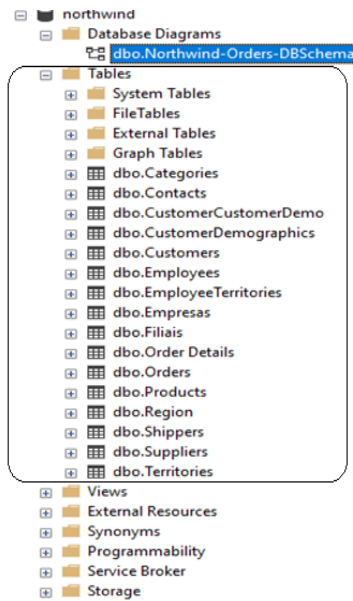 northwind
Database Diagrams
dbo.Northwind-Orders-DBSchema
Tables
System Tables
FileTables
External Tables
Graph Tables
dbo.Categories
dbo.Contacts
dbo.CustomerCustomerDemo
dbo.CustomerDemographics
dbo.Customers
dbo.Employees
dbo.EmployeeTerritories
dbo.Empresas
dbo.Filiais
dbo.Order Details
dbo.Orders
dbo.Products
dbo.Region
dbo.Shippers
dbo.Suppliers
dbo.Territories
Views
External Resources
Synonyms
Programmability
Service Broker
Storage